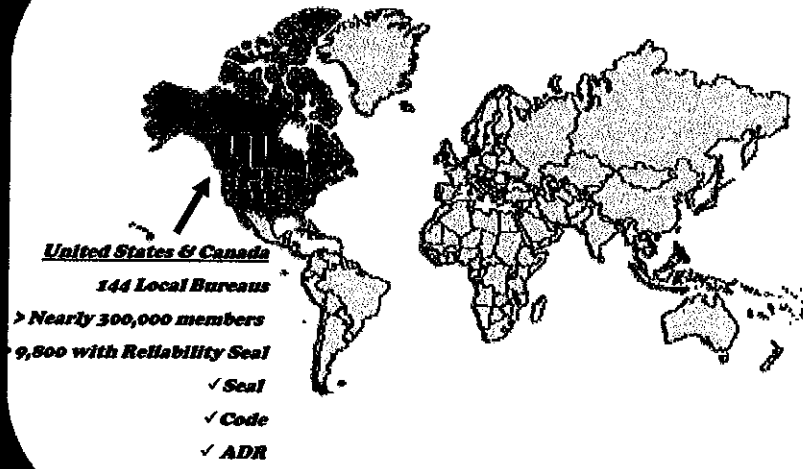 United States & Canada
144 Local Bureaus
> Nearly 300,000 members
9,800 with Reliability Seal
✓ Seal
✓ Code
✓ ADR